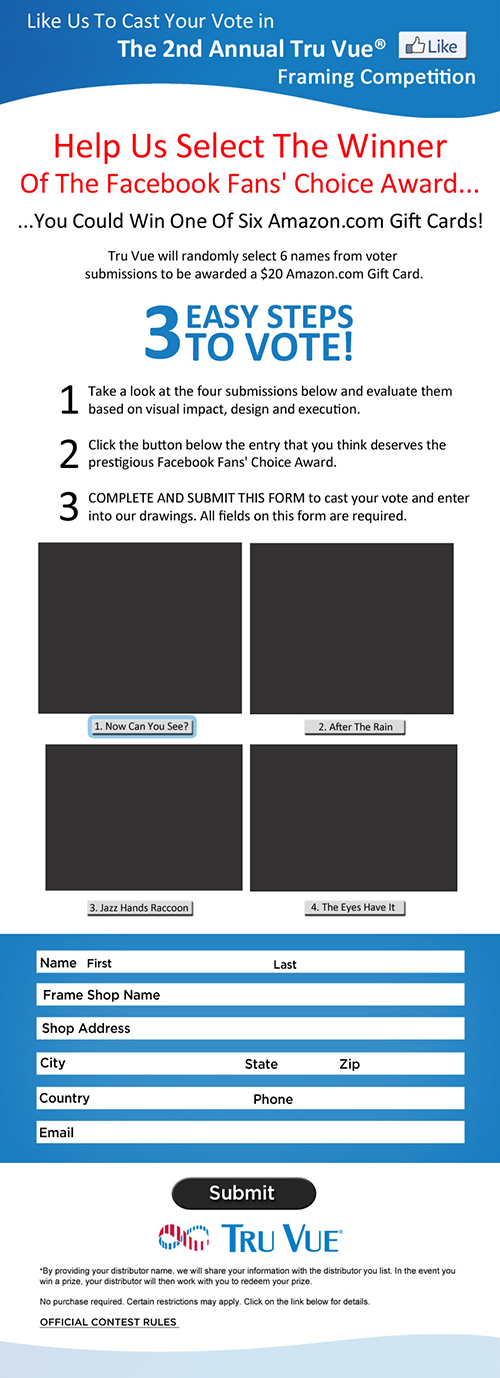 Like Us To Cast Your Vote in
The 2nd Annual Tru Vue® Like
Framing Competition
Help Us Select The Winner
Of The Facebook Fans' Choice Award...
...You Could Win One Of Six Amazon.com Gift Cards!
Tru Vue will randomly select 6 names from voter
submissions to be awarded a $20 Amazon.com Gift Card.
3 EASY STEPS
TO VOTE!
1 Take a look at the four submissions below and evaluate them
based on visual impact, design and execution.
2 Click the button below the entry that you think deserves the
prestigious Facebook Fans' Choice Award.
3 COMPLETE AND SUBMIT THIS FORM to cast your vote and enter
into our drawings. All fields on this form are required.
1. Now Can You See? 2. After The Rain
3. Jazz Hands Raccoon 4. The Eyes Have It
Name First Last
Frame Shop Name
Shop Address
City State Zip
Country Phone
Email
Submit
TRU VUE®
*By providing your distributor name, we will share your information with the distributor you list. In the event you
win a prize, your distributor will then work with you to redeem your prize.
No purchase required. Certain restrictions may apply. Click on the link below for details.
OFFICIAL CONTEST RULES